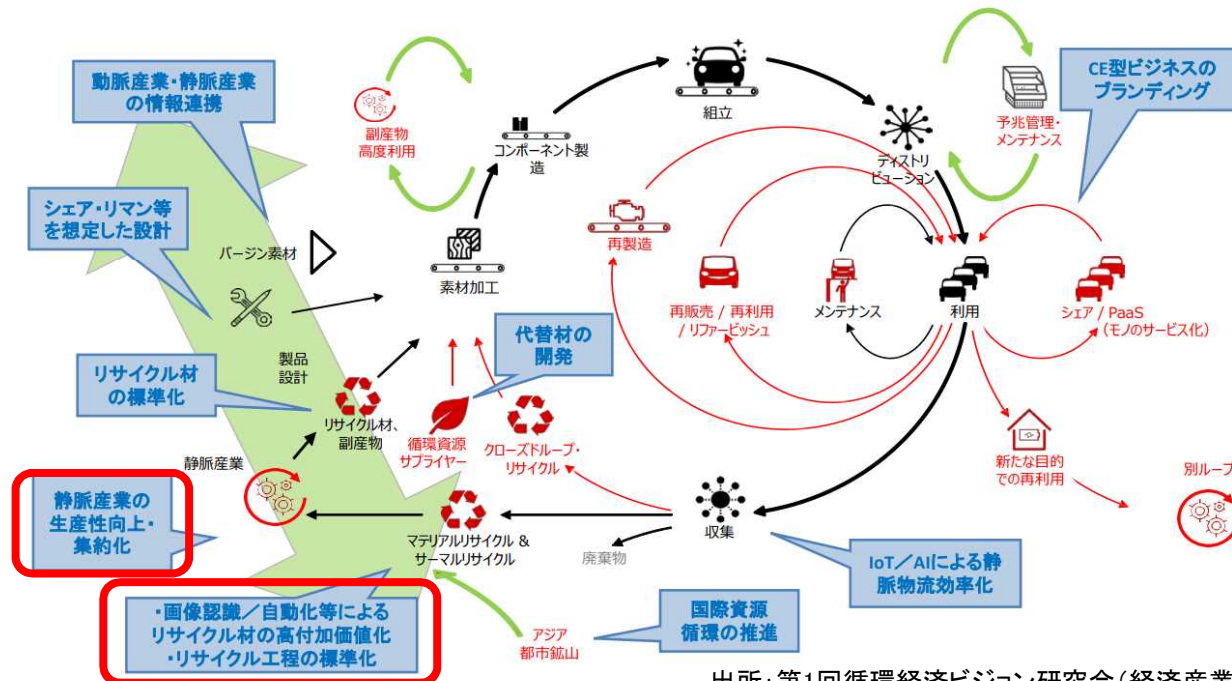 動脈産業・静脈産業
の情報連携
副産物
高度利用
コンポーネント製
造
組立
ディストリ
ビューション
予兆管理・
メンテナンス
CE型ビジネスの
ブランディング
シェア・リマン等
を想定した設計
バージン素材
素材加工
再製造
再販売 / 再利用
/ リファービッシュ
メンテナンス
利用
シェア / PaaS
(モノのサービス化)
製品
設計
代替材の
開発
リサイクル材
の標準化
リサイクル材、
副産物
循環資源
サプライヤー
クローズドループ・
リサイクル
新たな目的
での再利用
別ループ
静脈産業
静脈産業の
生産性向上・
集約化
マテリアルリサイクル &
サーマルリサイクル
廃棄物
収集
IoT/AIによる静
脈物流効率化
・画像認識/自動化等による
リサイクル材の高付加価値化
・リサイクル工程の標準化
アジア
都市鉱山
国際資源
循環の推進
出所:第1回循環経済ビジョン研究会(経済産業